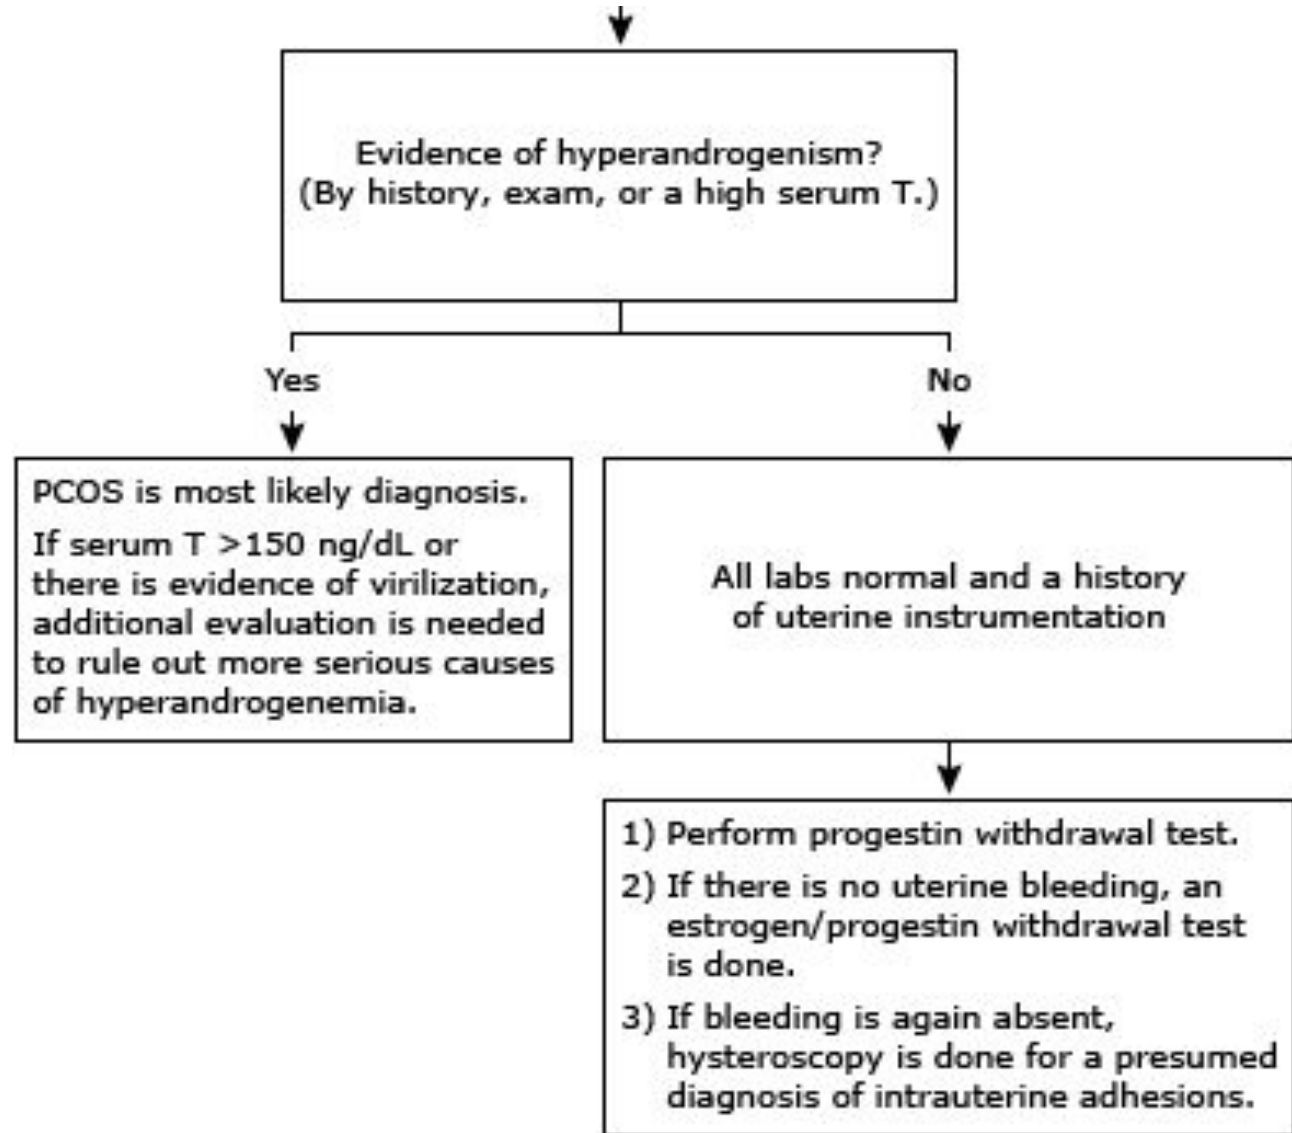 Evidence of hyperandrogenism?
(By history, exam, or a high serum T.)
Yes
No
PCOS is most likely diagnosis.
If serum T >150 ng/dL or
there is evidence of virilization,
additional evaluation is needed
to rule out more serious causes
of hyperandrogenemia.
All labs normal and a history
of uterine instrumentation
1) Perform progestin withdrawal test.
2) If there is no uterine bleeding, an
estrogen/progestin withdrawal test
is done.
3) If bleeding is again absent,
hysteroscopy is done for a presumed
diagnosis of intrauterine adhesions.